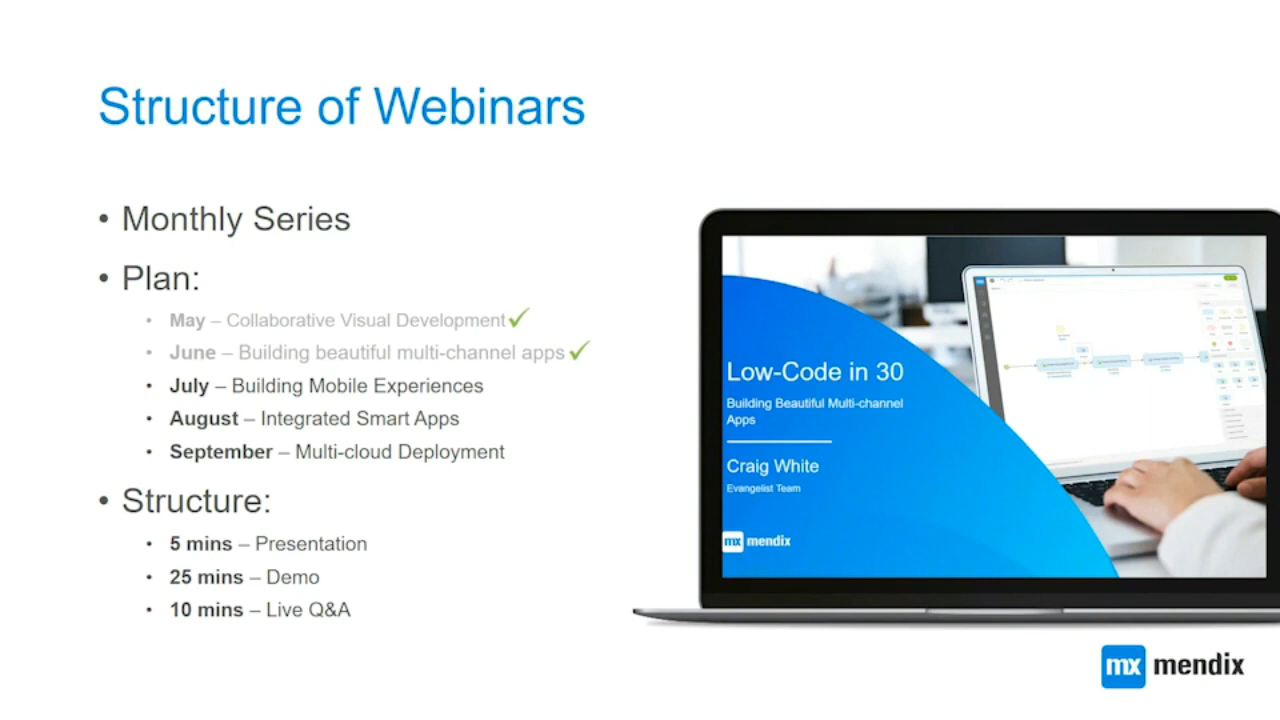 Structure of Webinars
• Monthly Series
• Plan:
• May – Collaborative Visual Development
• June – Building beautiful multi-channel apps
• July – Building Mobile Experiences
• August – Integrated Smart Apps
• September – Multi-cloud Deployment
• Structure:
• 5 mins – Presentation
• 25 mins – Demo
• 10 mins – Live Q&A
Low-Code in 30
Building Beautiful Multi-channel
Apps
Craig White
Evangelist Team
mx mendix
mx mendix